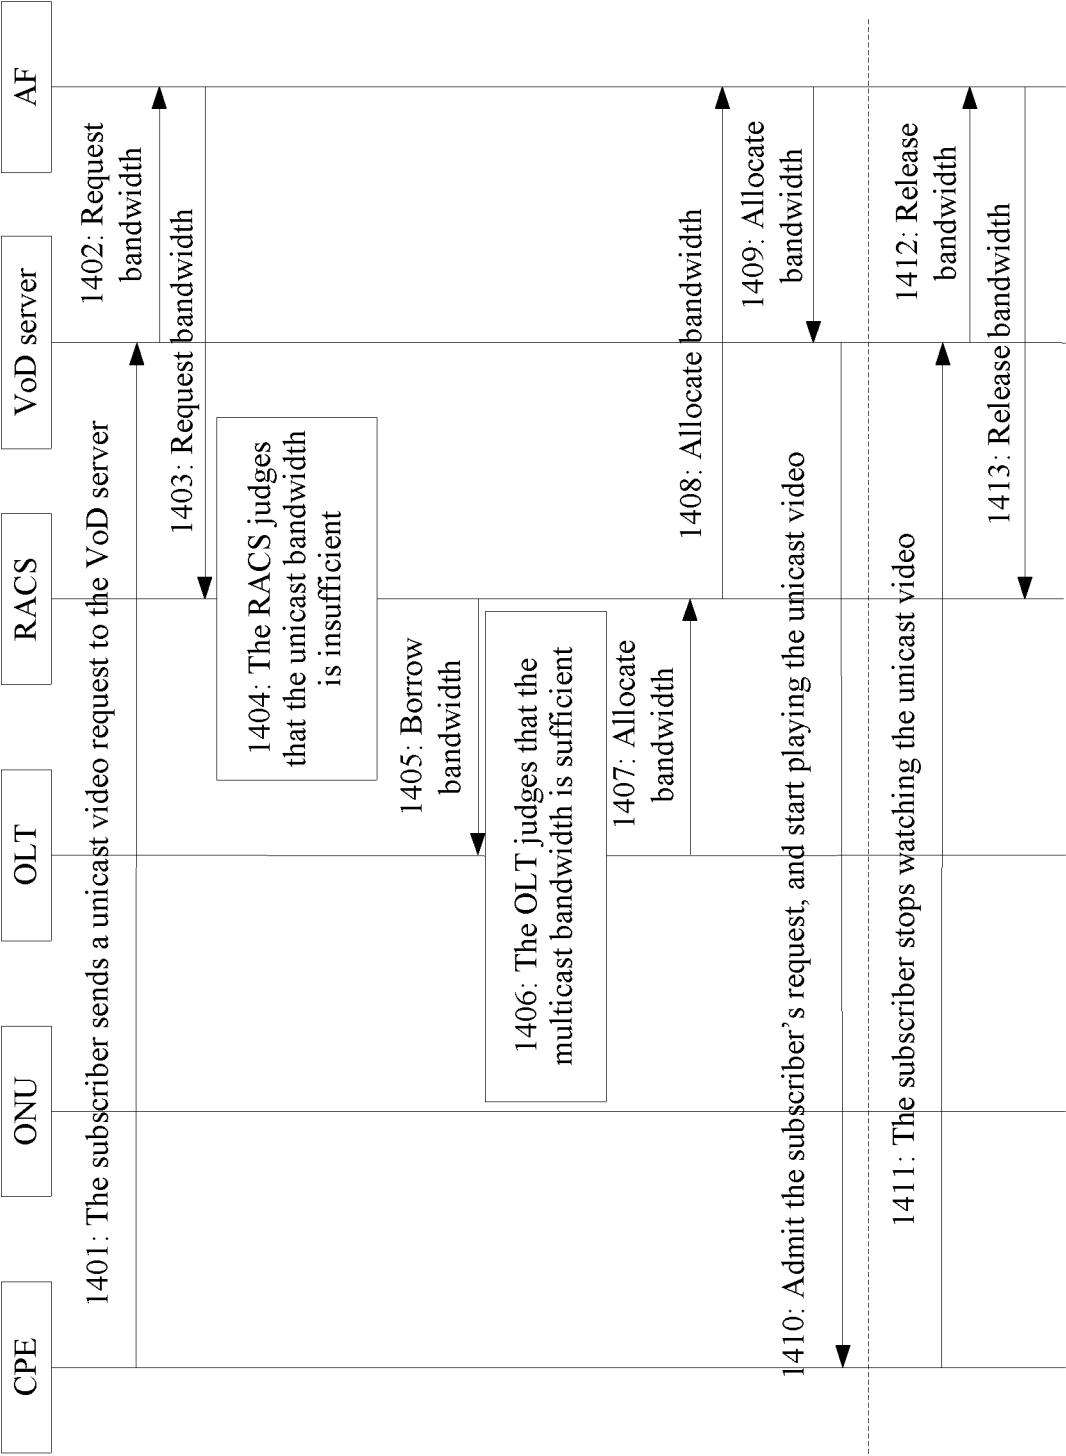 CPE
ONU
OLT
RACS
VoD server
AF
1401: The subscriber sends a unicast video request to the VoD server
1402: Request
bandwidth
1403: Request bandwidth
1404: The RACS judges
that the unicast bandwidth
is insufficient
1405: Borrow
bandwidth
1406: The OLT judges that the
multicast bandwidth is sufficient
1407: Allocate
bandwidth
1408: Allocate bandwidth
1409: Allocate
bandwidth
1410: Admit the subscriber's request, and start playing the unicast video
1411: The subscriber stops watching the unicast video
1412: Release
bandwidth
1413: Release bandwidth